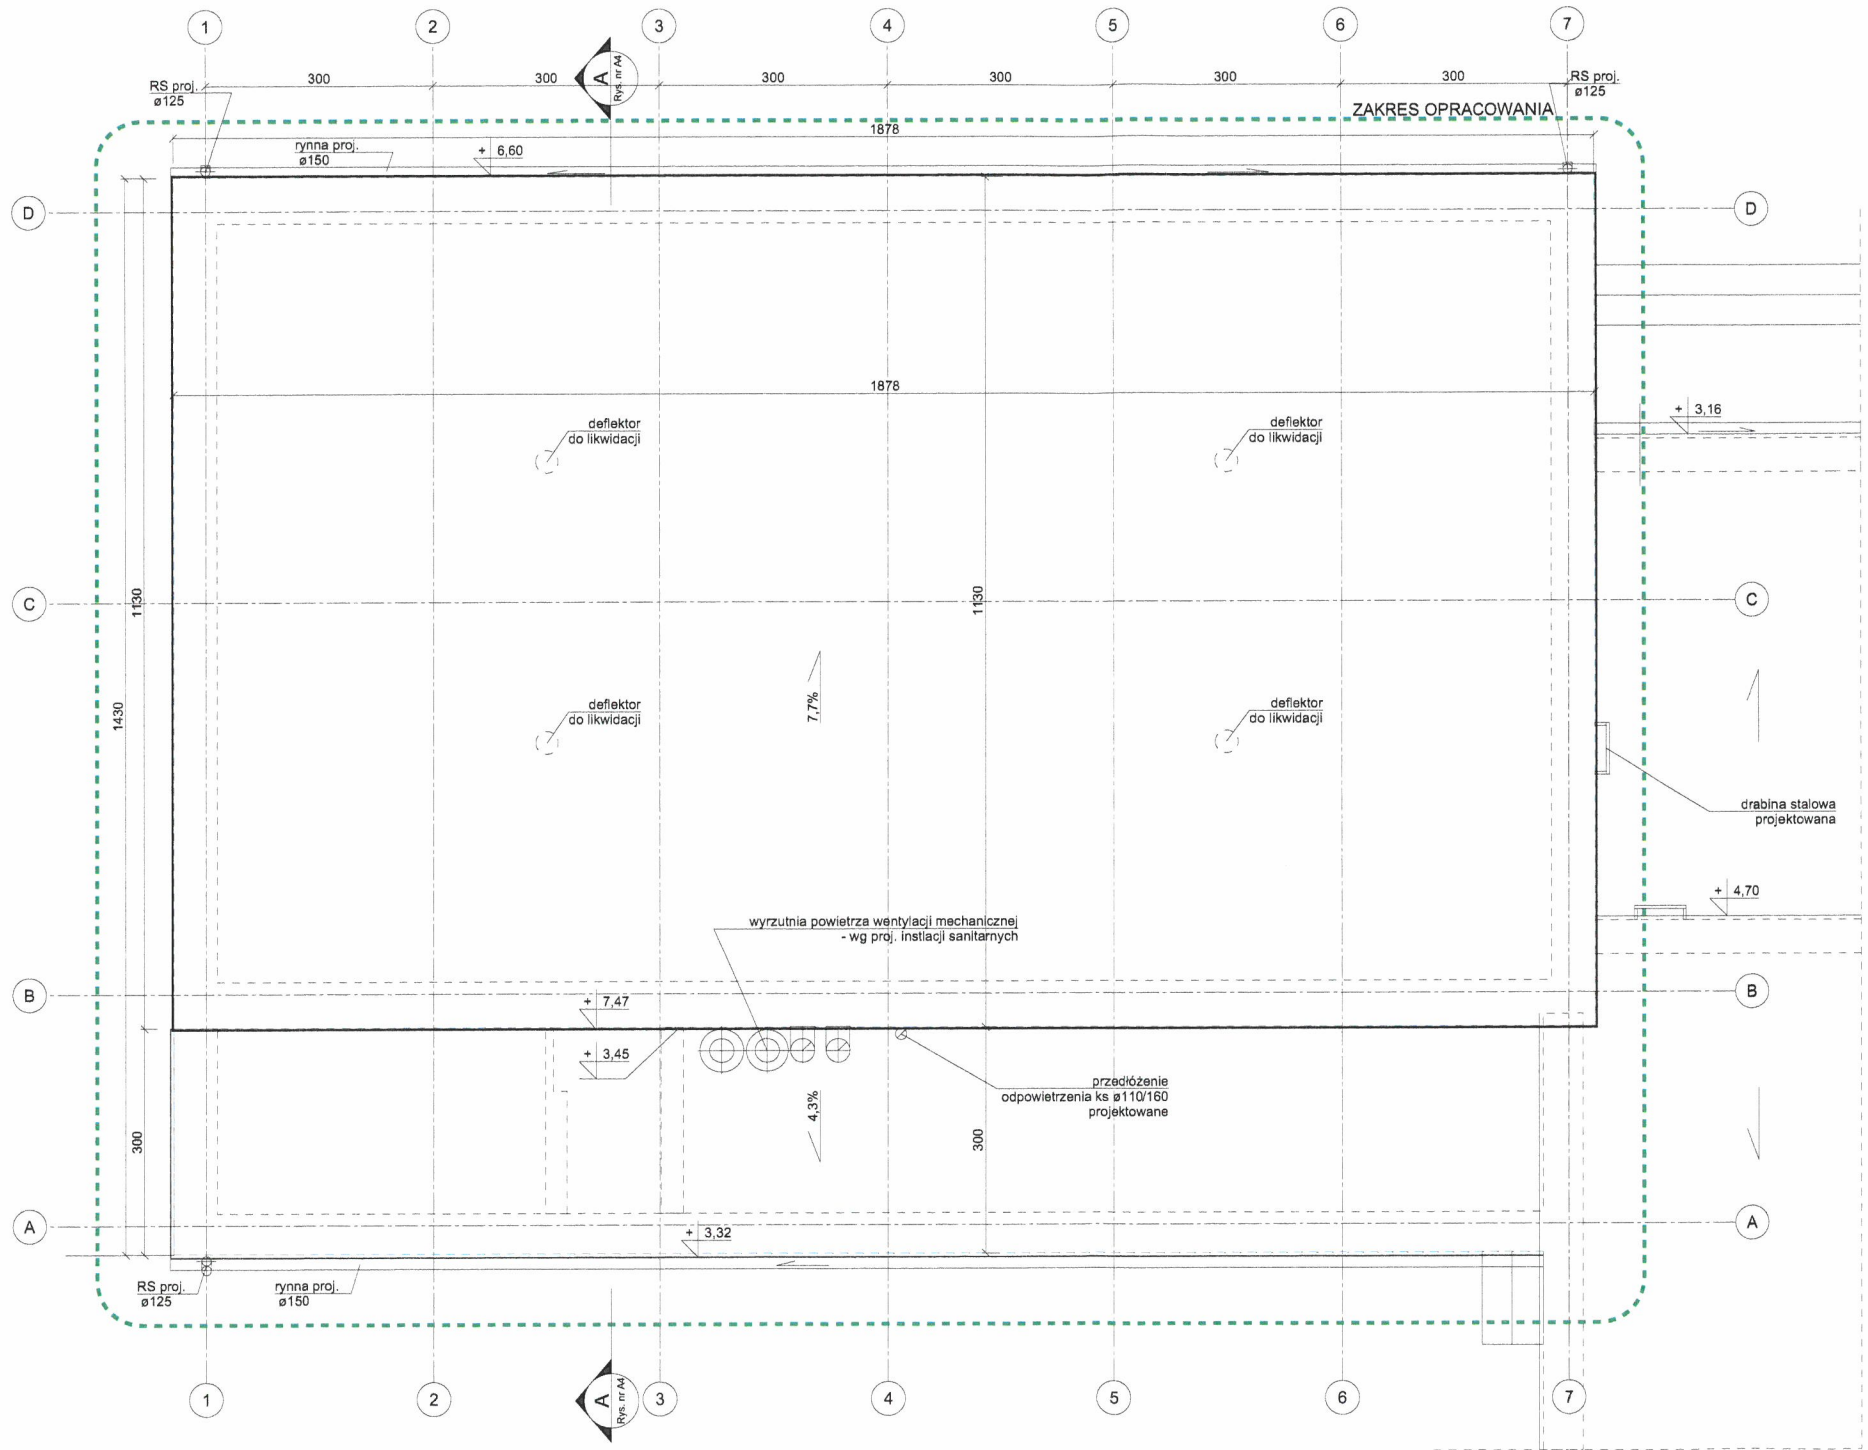 1
2
3
4
5
6
7
300
300
300
300
300
300
A
Rys. nr A4
RS proj.
ø125
RS proj.
ø125
ZAKRES OPRACOWANIA
1878
rynna proj.
ø150
+ 6,60
D
D
1878
+ 3,16
deflektor
do likwidacji
deflektor
do likwidacji
C
C
1130
1130
1430
7,7%
deflektor
do likwidacji
deflektor
do likwidacji
drabina stalowa
projektowana
+ 4,70
wyrzutnia powietrza wentylacji mechanicznej
- wg proj. instlacji sanitarnych
B
B
+ 7,47
+ 3,45
przedłóżenie
odpowietrzenia ks ø110/160
projektowane
4,3%
300
300
A
A
+ 3,32
RS proj.
ø125
rynna proj.
ø150
1
2
A
Rys. nr A4
3
4
5
6
7